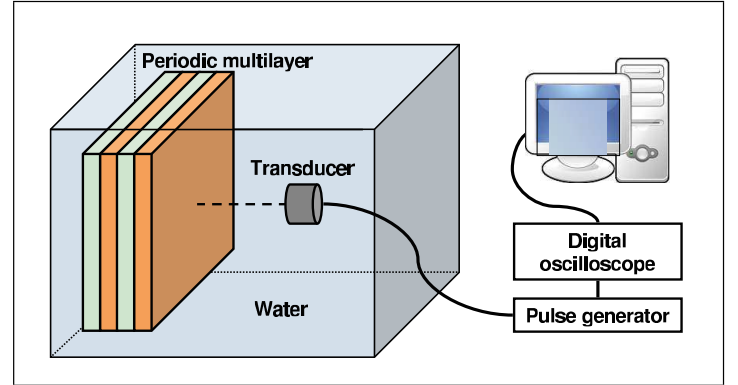 Periodic multilayer
Transducer
Water
Digital
oscilloscope
Pulse generator